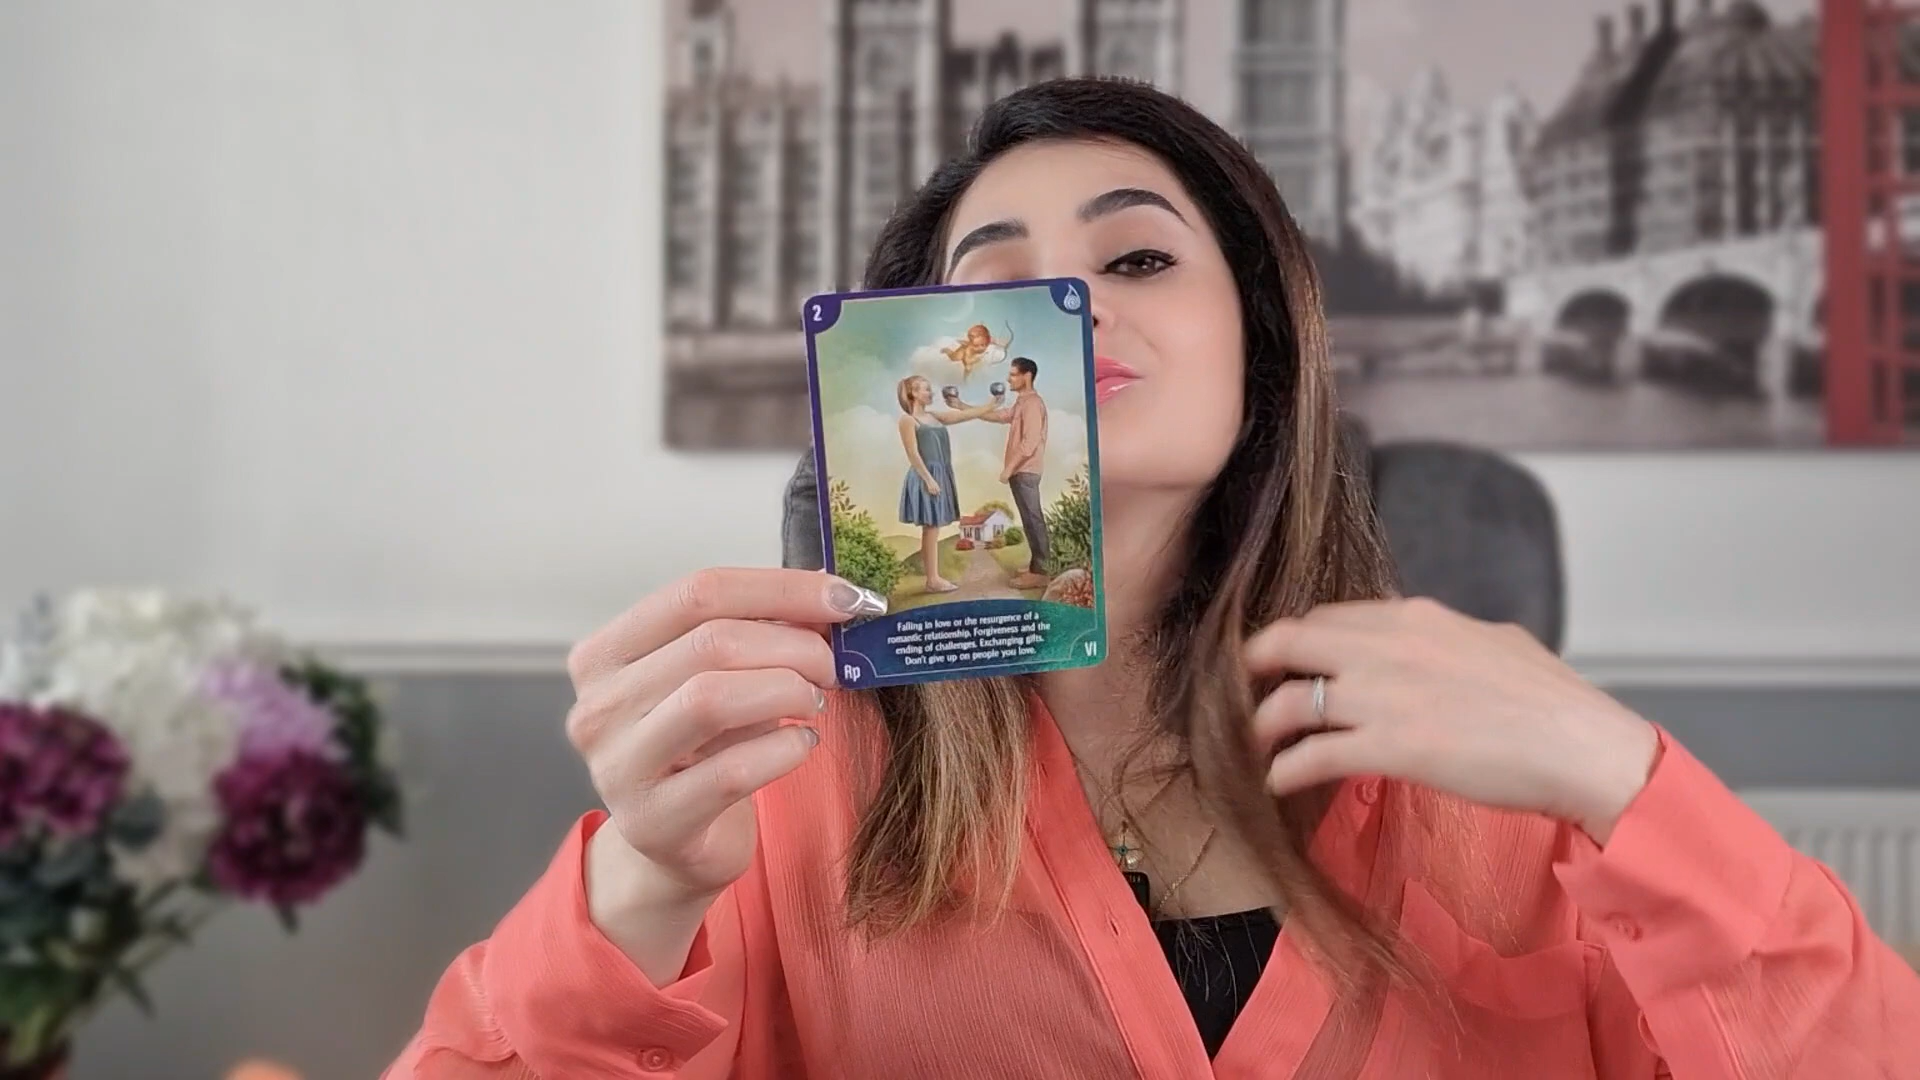 2
Falling in love or the resurgence of a
romantic relationship. Forgiveness and the
ending of challenges. Exchanging gifts.
Don't give up on people you love.
Rp
VI